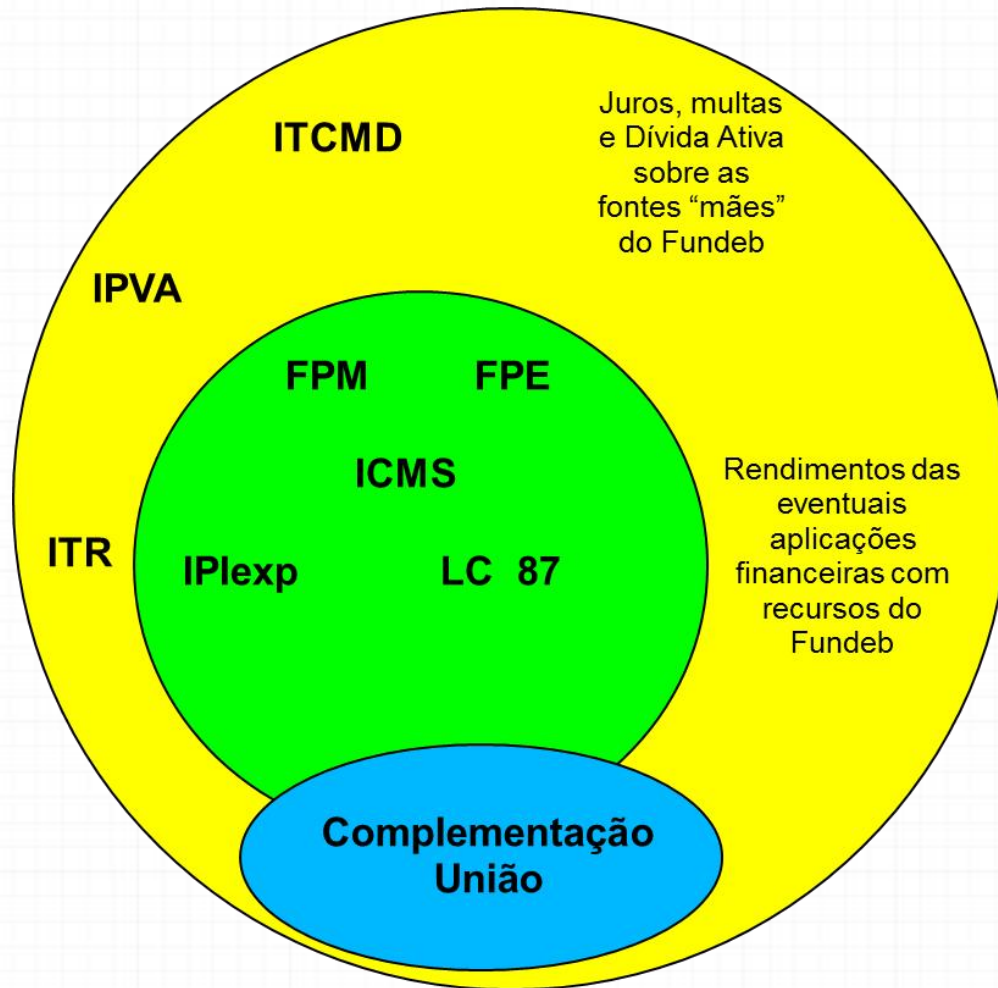 ITCMD
Juros, multas
e Dívida Ativa
sobre as
fontes “mães”
do Fundeb
IPVA
FPM FPE
ICMS
Rendimentos das
eventuais
aplicações
financeiras com
recursos do
Fundeb
ITR
IPIexp LC 87
Complementação
União